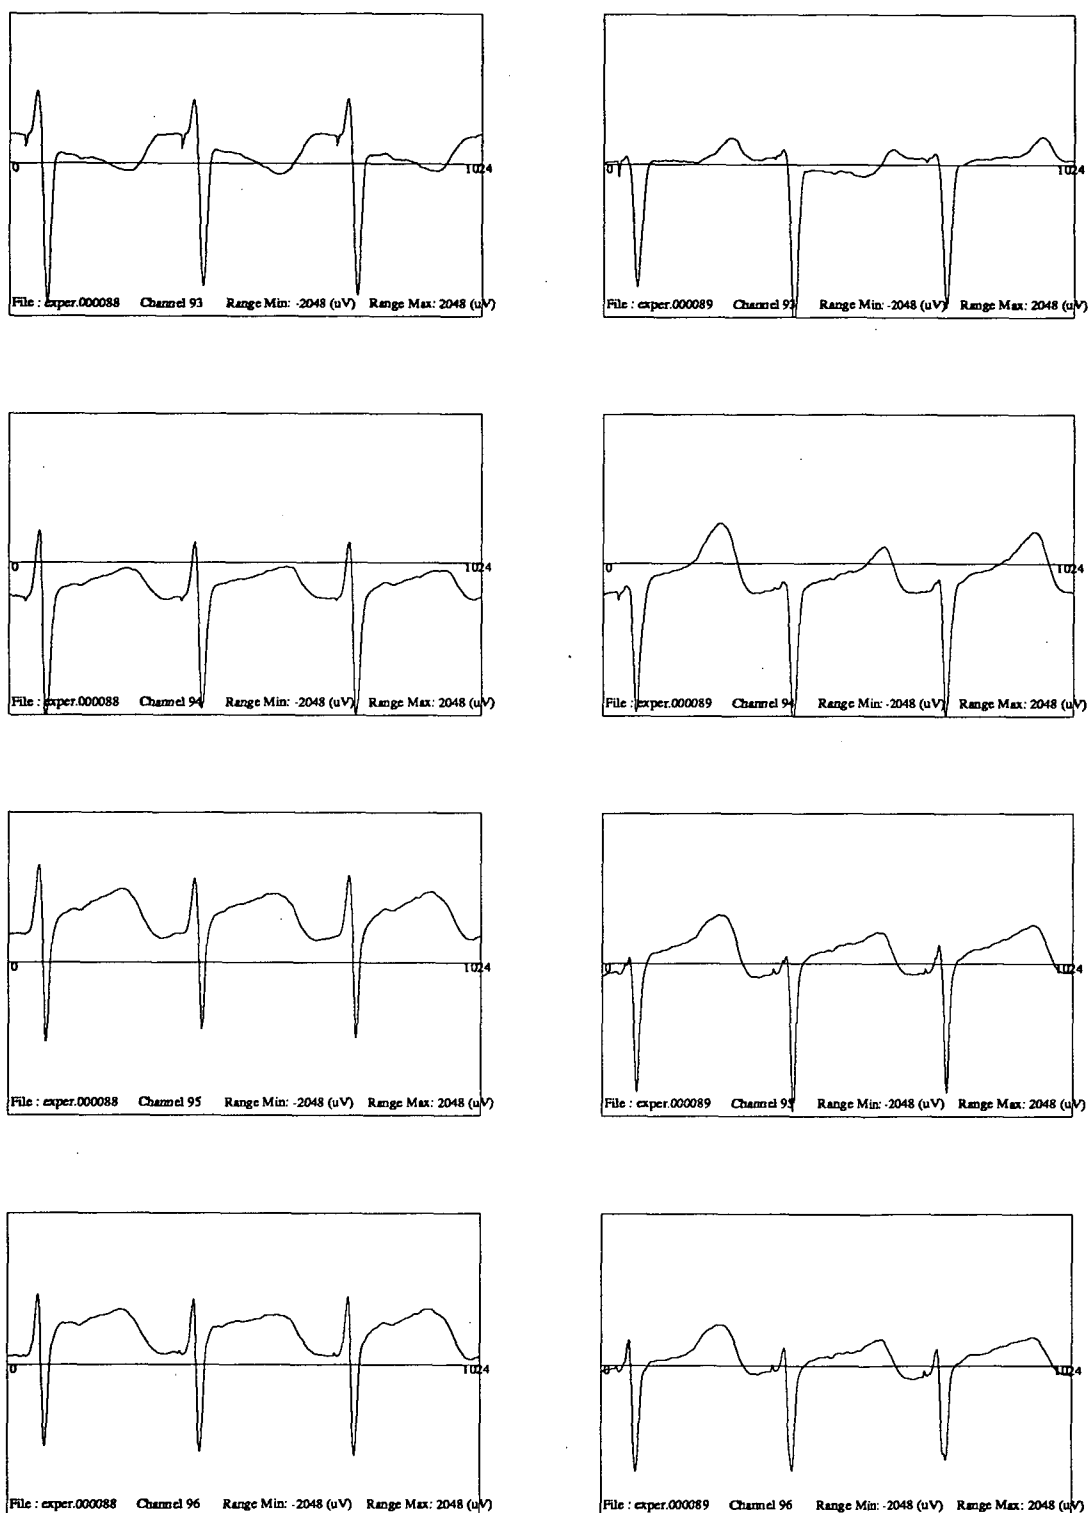 0 1024
File : exper.000088 Channel 93 Range Min: -2048 (uV) Range Max: 2048 (uV)
0 1024
File : exper.000089 Channel 93 Range Min: -2048 (uV) Range Max: 2048 (uV)
0 1024
File : exper.000088 Channel 94 Range Min: -2048 (uV) Range Max: 2048 (uV)
0 1024
File : exper.000089 Channel 94 Range Min: -2048 (uV) Range Max: 2048 (uV)
0 1024
File : exper.000088 Channel 95 Range Min: -2048 (uV) Range Max: 2048 (uV)
0 1024
File : exper.000089 Channel 95 Range Min: -2048 (uV) Range Max: 2048 (uV)
0 1024
File : exper.000088 Channel 96 Range Min: -2048 (uV) Range Max: 2048 (uV)
0 1024
File : exper.000089 Channel 96 Range Min: -2048 (uV) Range Max: 2048 (uV)